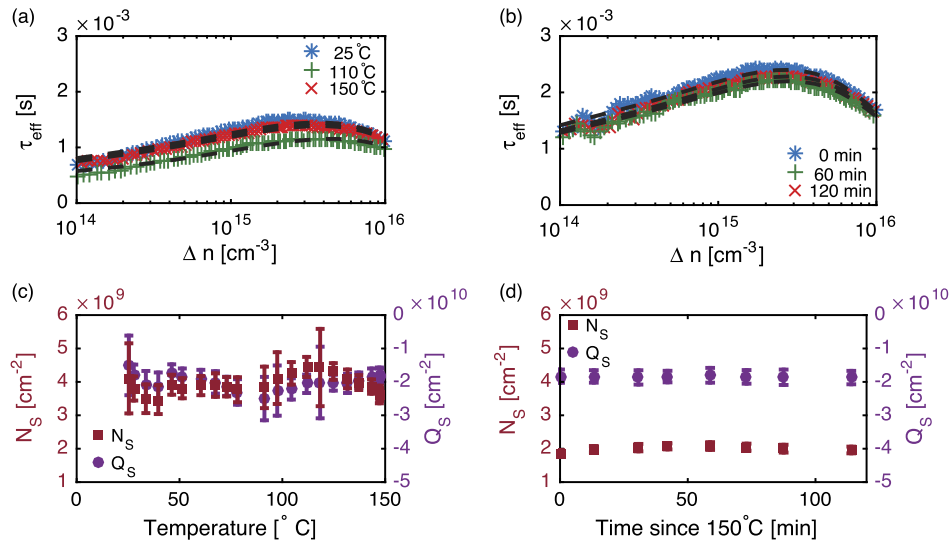 (a)
× 10⁻³
3
2
1
0
τeff [s]
25°C
110°C
150°C
10¹⁴
10¹⁵
10¹⁶
Δ n [cm⁻³]
(b)
× 10⁻³
3
2
1
0
τeff [s]
0 min
60 min
120 min
10¹⁴
10¹⁵
10¹⁶
Δ n [cm⁻³]
(c)
× 10⁹
6
5
4
3
2
1
N_S [cm⁻²]
× 10¹⁰
0
-1
-2
-3
-4
-5
Q_S [cm⁻²]
N_S
Q_S
0 50 100 150
Temperature [° C]
(d)
× 10⁹
6
5
4
3
2
1
N_S [cm⁻²]
× 10¹⁰
0
-1
-2
-3
-4
-5
Q_S [cm⁻²]
N_S
Q_S
0 50 100
Time since 150°C [min]